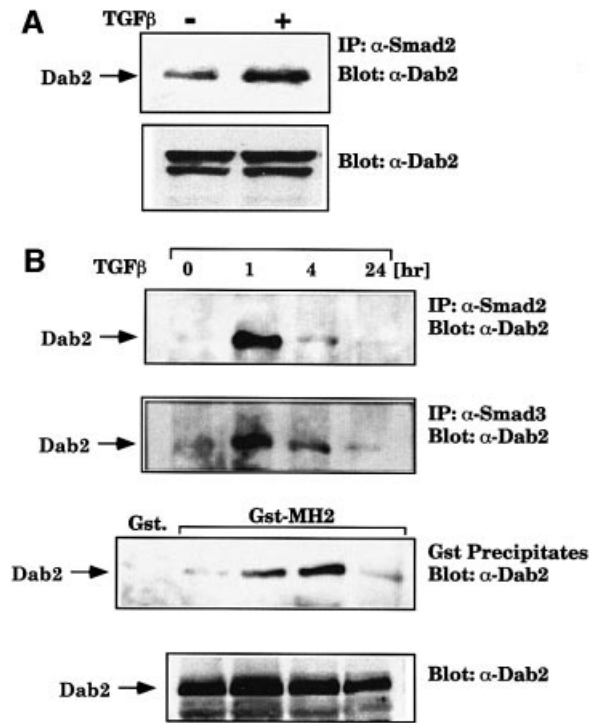 A
TGFβ - +
IP: α-Smad2
Dab2
Blot: α-Dab2
Blot: α-Dab2
B
TGFβ 0 1 4 24 [hr]
IP: α-Smad2
Dab2
Blot: α-Dab2
IP: α-Smad3
Dab2
Blot: α-Dab2
Gst. Gst-MH2
Gst Precipitates
Dab2
Blot: α-Dab2
Blot: α-Dab2
Dab2